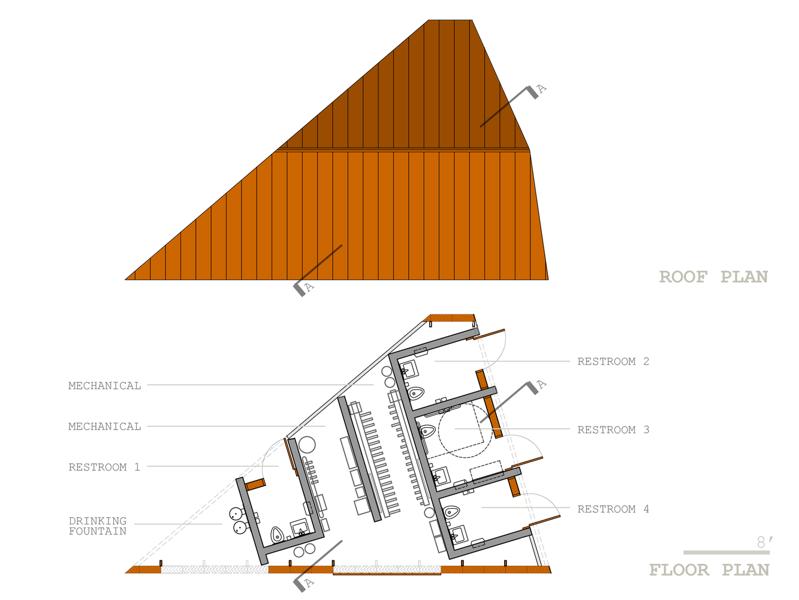 A
A
ROOF PLAN
RESTROOM 2
MECHANICAL
A
MECHANICAL
RESTROOM 3
RESTROOM 1
RESTROOM 4
DRINKING
FOUNTAIN
8'
FLOOR PLAN
A